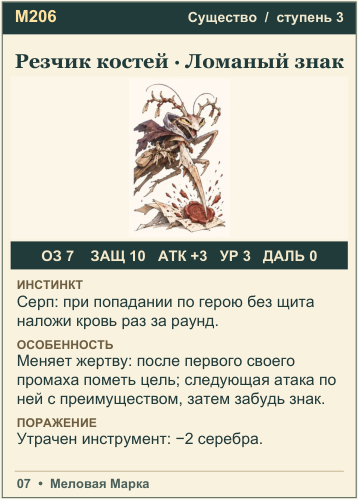 М206
Существо / ступень 3
Резчик костей · Ломаный знак
ОЗ 7 ЗАЩ 10 АТК +3 УР 3 ДАЛЬ 0
ИНСТИНКТ
Серп: при попадании по герою без щита
наложи кровь раз за раунд.
ОСОБЕННОСТЬ
Меняет жертву: после первого своего
промаха пометь цель; следующая атака по
ней с преимуществом, затем забудь знак.
ПОРАЖЕНИЕ
Утрачен инструмент: −2 серебра.
07 • Меловая Марка